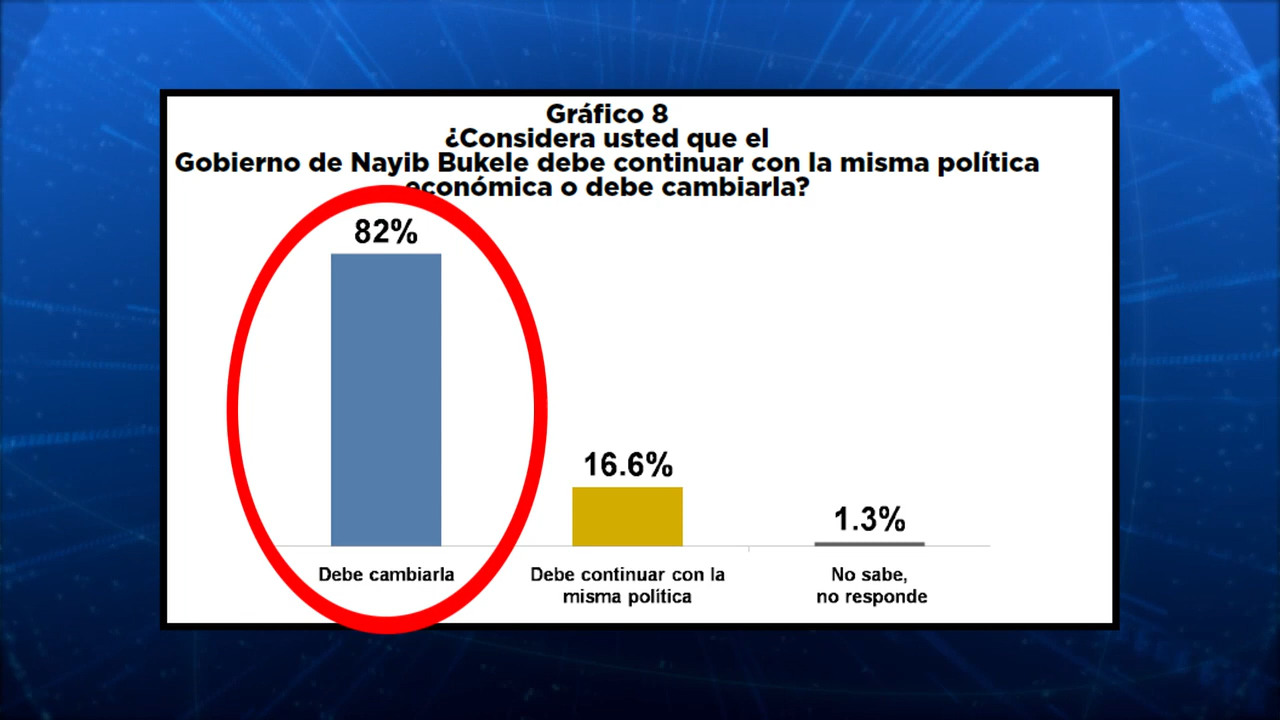 Gráfico 8
¿Considera usted que el
Gobierno de Nayib Bukele debe continuar con la misma política
económica o debe cambiarla?
82%
16.6%
1.3%
Debe cambiarla
Debe continuar con la
misma política
No sabe,
no responde